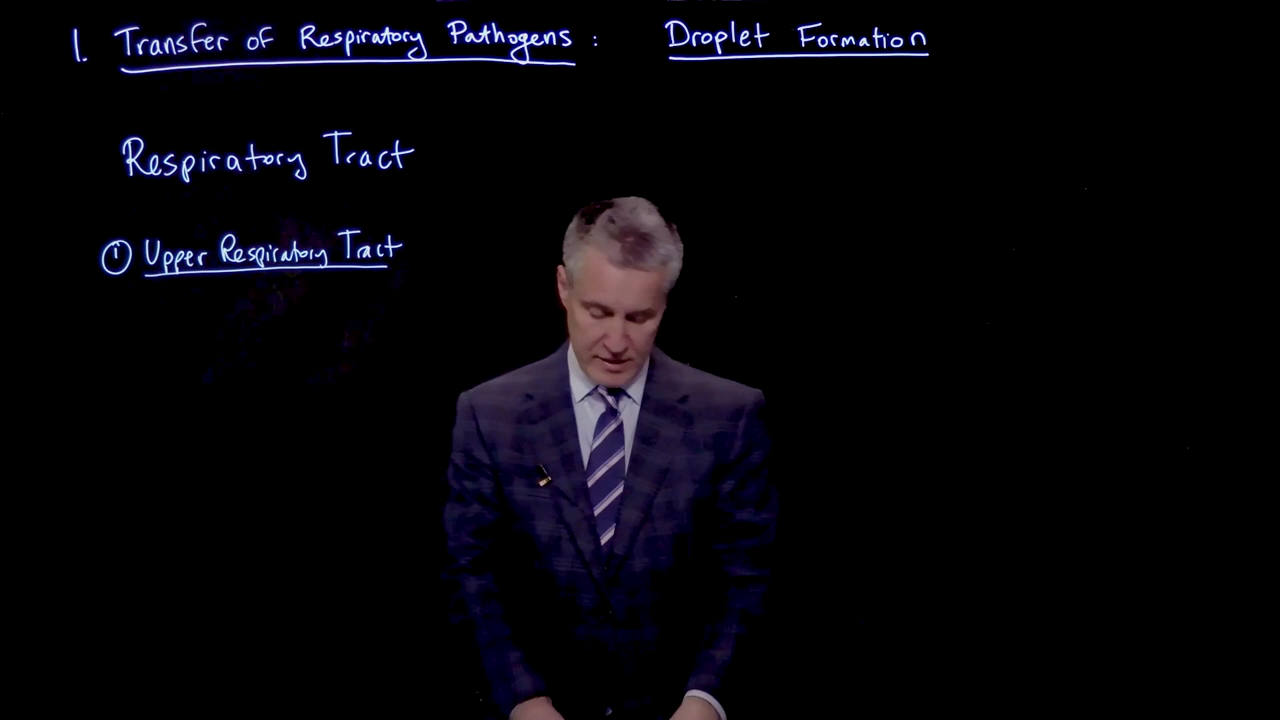 1. Transfer of Respiratory Pathogens : Droplet Formation
Respiratory Tract
① Upper Respiratory Tract